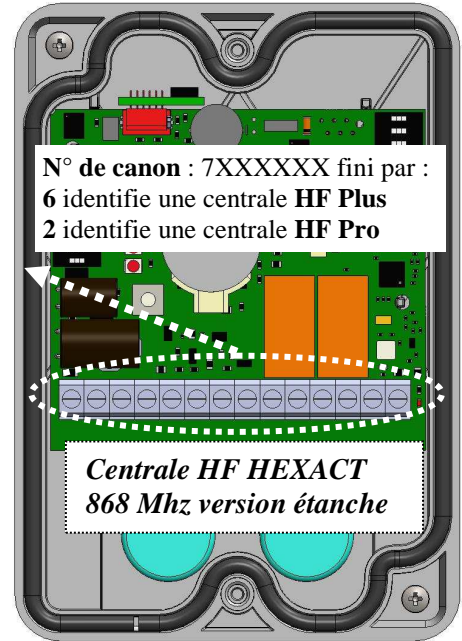 N° de canon : 7XXXXXX fini par :
6 identifie une centrale HF Plus
2 identifie une centrale HF Pro
Centrale HF HEXACT
868 Mhz version étanche